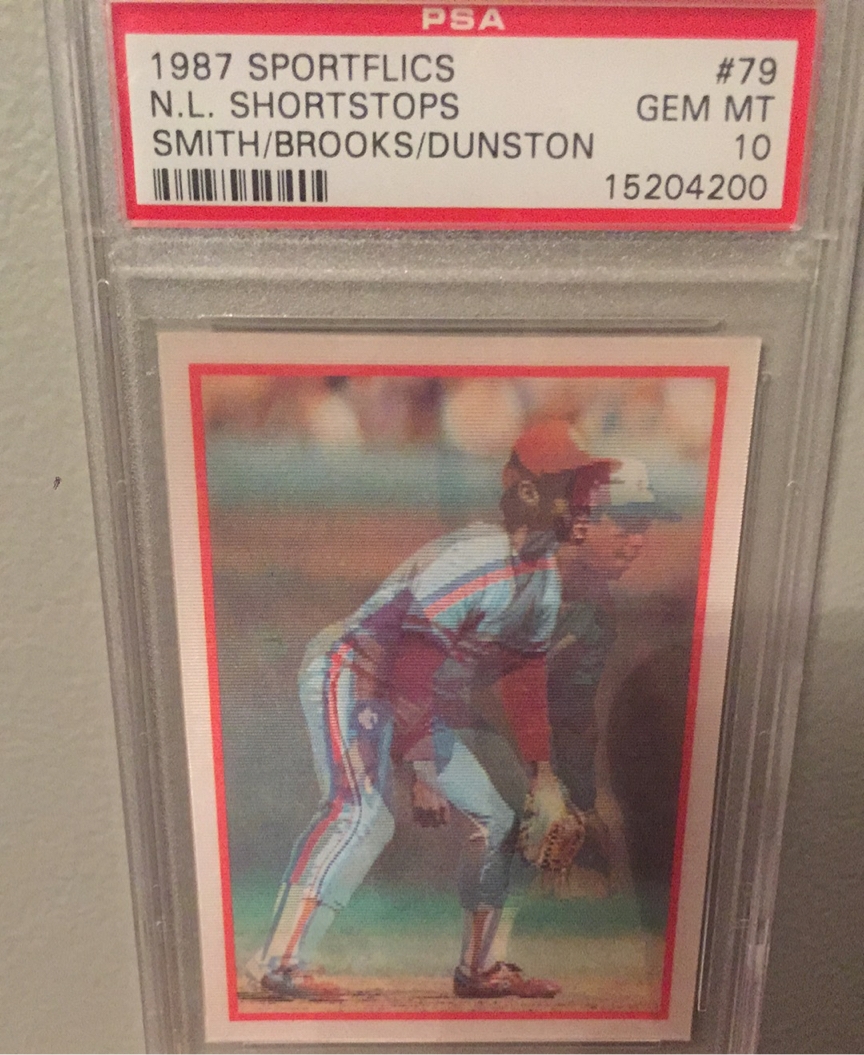 PSA
1987 SPORTFLICS #79
N.L. SHORTSTOPS GEM MT
SMITH/BROOKS/DUNSTON 10
15204200